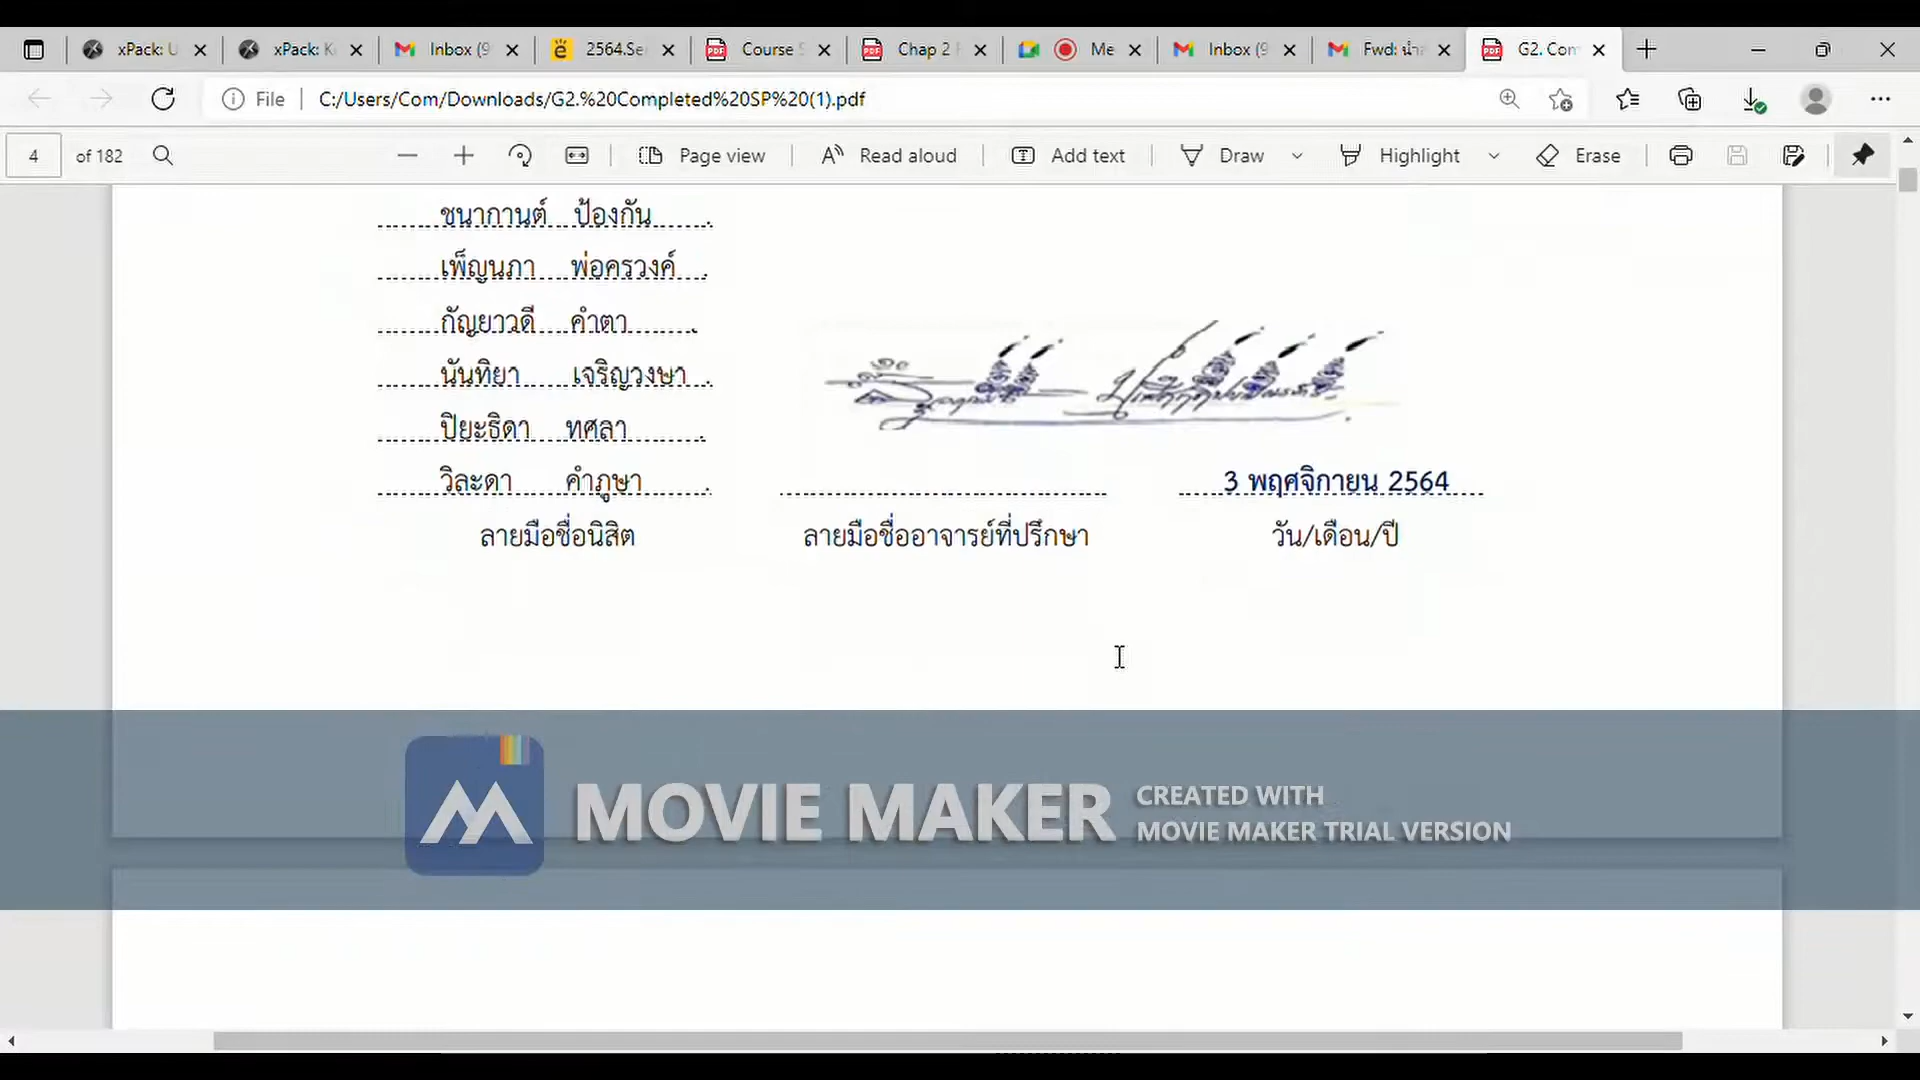 xPack: U
xPack: K
Inbox (9
2564.Se
Course S
Chap 2
Me
Inbox (9
Fwd: นำ
G2. Com
File
C:/Users/Com/Downloads/G2.%20Completed%20SP%20(1).pdf
4 of 182
Page view
Read aloud
Add text
Draw
Highlight
Erase
ชนากานต์ ป้องกัน
เพ็ญนภา พ่อครวงค์
กัญยาวดี คำตา
นันทิยา เจริญวงษา
ปิยะธิดา ทศลา
วิละดา คำภูษา
3 พฤศจิกายน 2564
ลายมือชื่อนิสิต
ลายมือชื่ออาจารย์ที่ปรึกษา
วัน/เดือน/ปี
MOVIE MAKER
CREATED WITH
MOVIE MAKER TRIAL VERSION